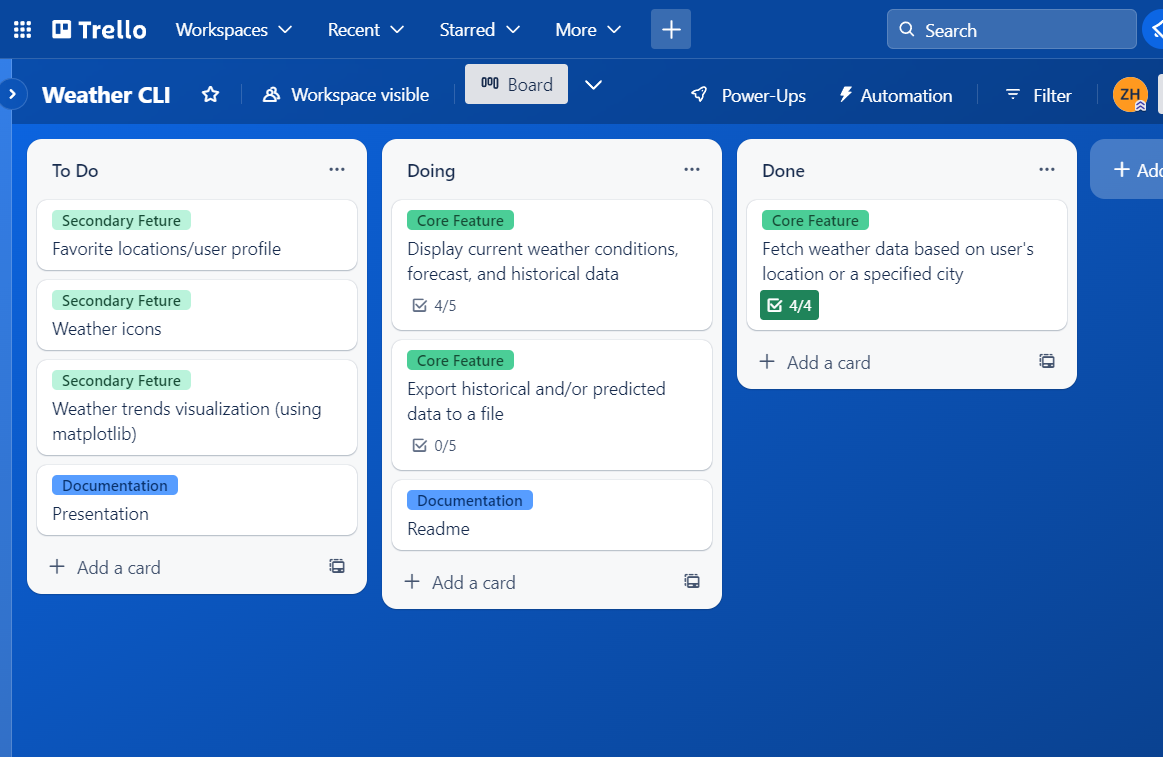 Trello Workspaces Recent Starred More Search
Weather CLI Workspace visible Board Power-Ups Automation Filter ZH
To Do
Secondary Feture
Favorite locations/user profile
Secondary Feture
Weather icons
Secondary Feture
Weather trends visualization (using
matplotlib)
Documentation
Presentation
+ Add a card
Doing
Core Feature
Display current weather conditions,
forecast, and historical data
4/5
Core Feature
Export historical and/or predicted
data to a file
0/5
Documentation
Readme
+ Add a card
Done
Core Feature
Fetch weather data based on user's
location or a specified city
4/4
+ Add a card
+ Add